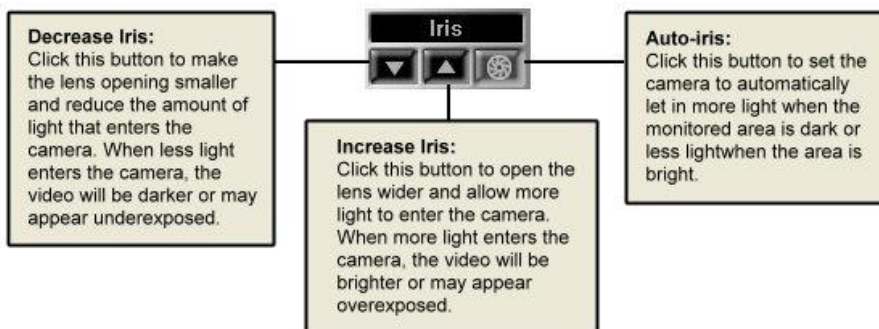 Iris
Decrease Iris:
Click this button to make
the lens opening smaller
and reduce the amount of
light that enters the
camera. When less light
enters the camera, the
video will be darker or may
appear underexposed.
Increase Iris:
Click this button to open the
lens wider and allow more
light to enter the camera.
When more light enters the
camera, the video will be
brighter or may appear
overexposed.
Auto-iris:
Click this button to set the
camera to automatically
let in more light when the
monitored area is dark or
less lightwhen the area is
bright.